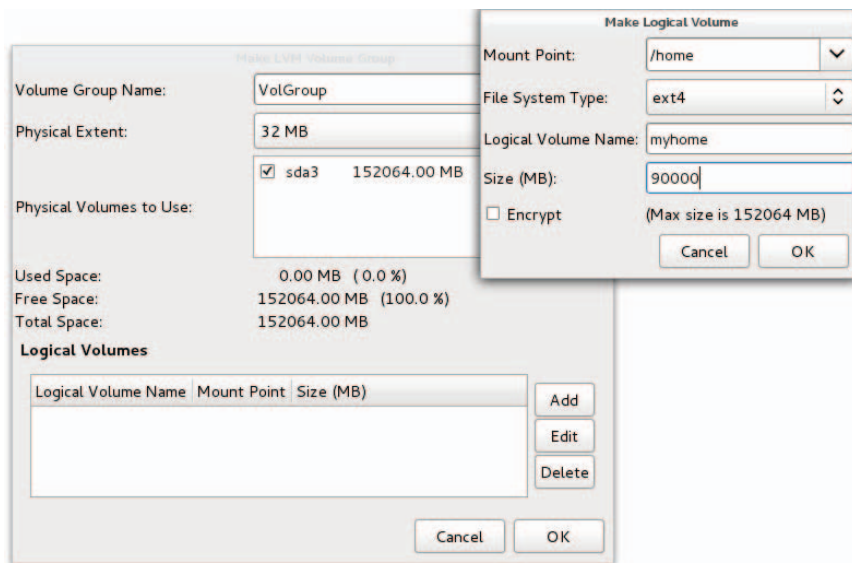 Make LVM Volume Group
Volume Group Name: VolGroup
Physical Extent: 32 MB
Physical Volumes to Use:
sda3 152064.00 MB
Used Space: 0.00 MB ( 0.0 %)
Free Space: 152064.00 MB (100.0 %)
Total Space: 152064.00 MB
Logical Volumes
Logical Volume Name Mount Point Size (MB)
Add
Edit
Delete
Cancel OK
Make Logical Volume
Mount Point: /home
File System Type: ext4
Logical Volume Name: myhome
Size (MB): 90000
Encrypt (Max size is 152064 MB)
Cancel OK